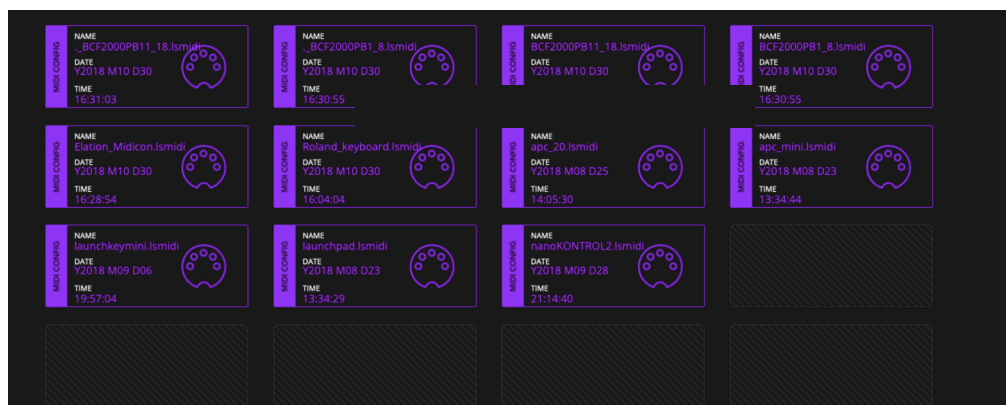 MIDI CONFIG
NAME
._BCF2000PB11_18.lsmidi
DATE
Y2018 M10 D30
TIME
16:31:03
MIDI CONFIG
NAME
._BCF2000PB1_8.lsmidi
DATE
Y2018 M10 D30
TIME
16:30:55
MIDI CONFIG
NAME
BCF2000PB11_18.lsmidi
DATE
Y2018 M10 D30
MIDI CONFIG
NAME
BCF2000PB1_8.lsmidi
DATE
Y2018 M10 D30
TIME
16:30:55
MIDI CONFIG
NAME
Elation_Midicon.lsmidi
DATE
Y2018 M10 D30
TIME
16:28:54
MIDI CONFIG
NAME
Roland_keyboard.lsmidi
DATE
Y2018 M10 D30
TIME
16:04:04
MIDI CONFIG
NAME
apc_20.lsmidi
DATE
Y2018 M08 D25
TIME
14:05:30
MIDI CONFIG
NAME
apc_mini.lsmidi
DATE
Y2018 M08 D23
TIME
13:34:44
MIDI CONFIG
NAME
launchkeymini.lsmidi
DATE
Y2018 M09 D06
TIME
19:57:04
MIDI CONFIG
NAME
launchpad.lsmidi
DATE
Y2018 M08 D23
TIME
13:34:29
MIDI CONFIG
NAME
nanoKONTROL2.lsmidi
DATE
Y2018 M09 D28
TIME
21:14:40